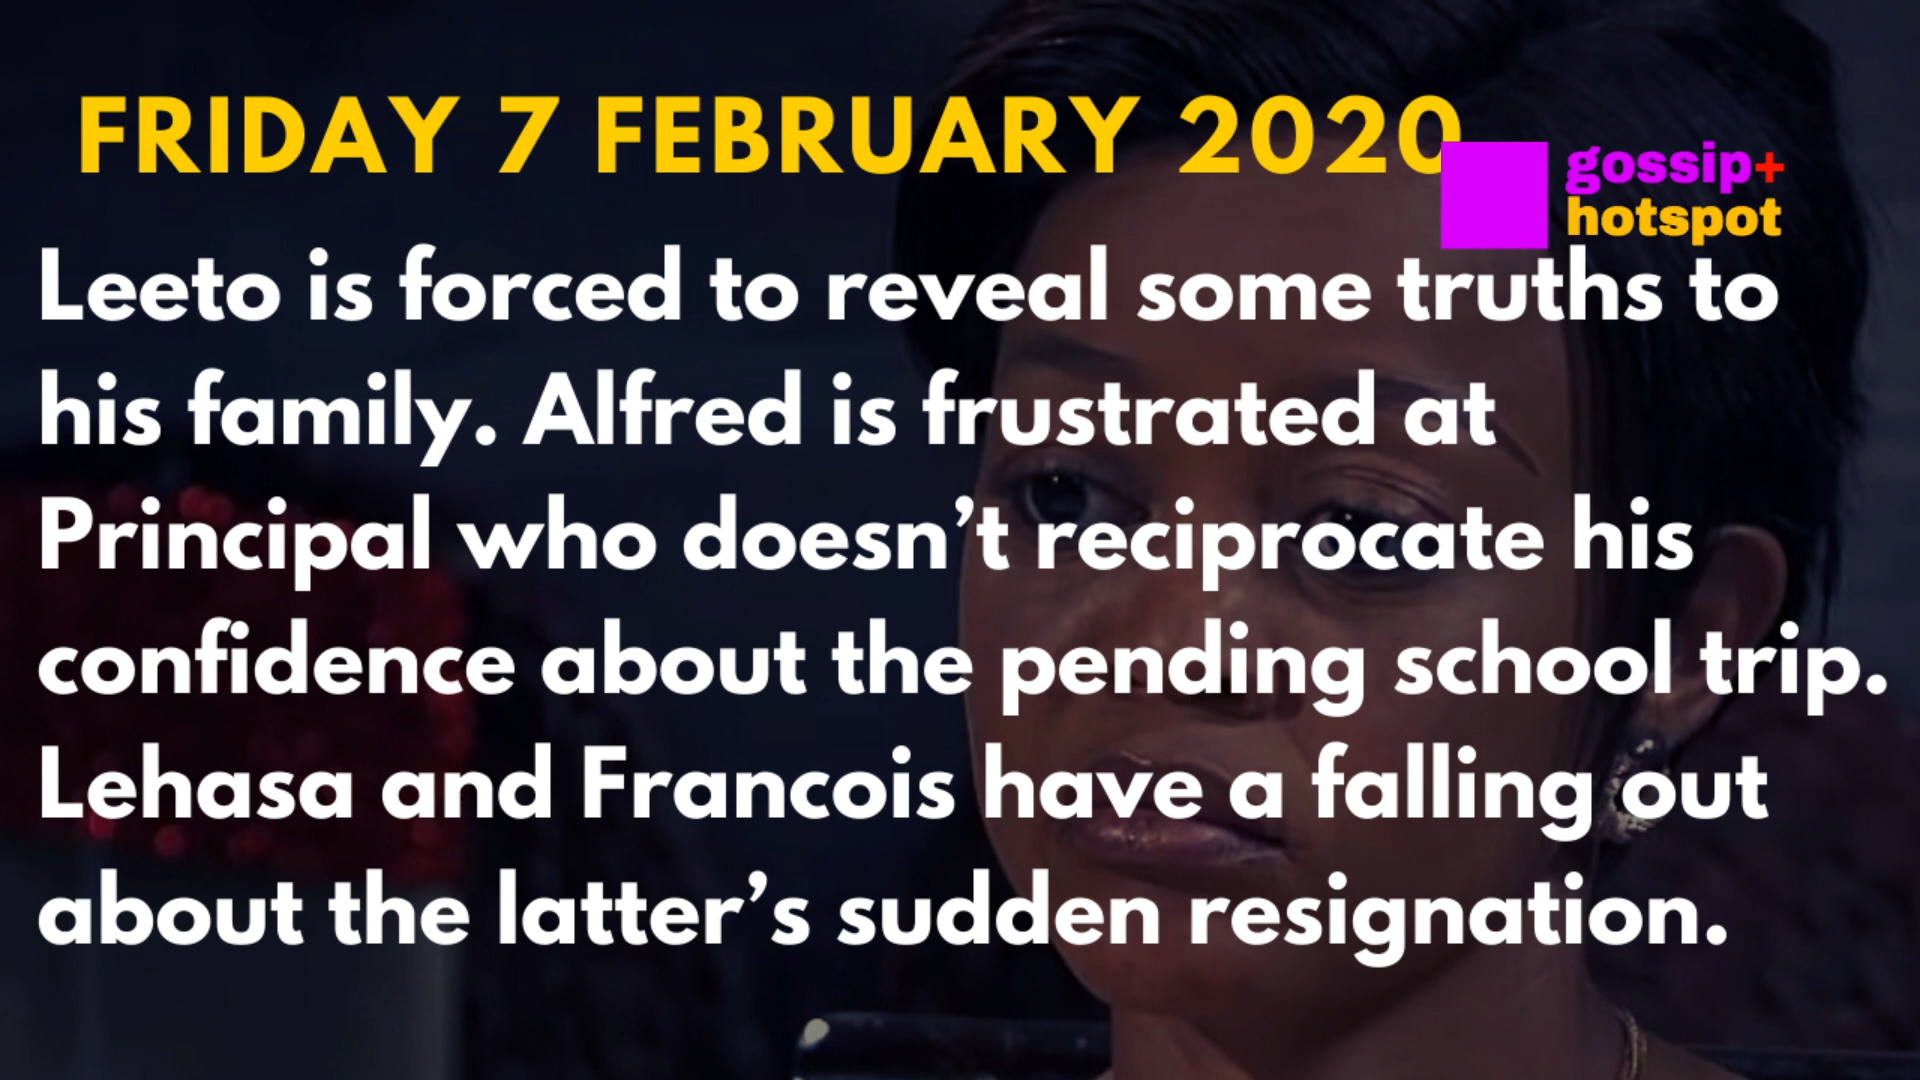 FRIDAY 7 FEBRUARY 2020
gossip+
hotspot
Leeto is forced to reveal some truths to
his family. Alfred is frustrated at
Principal who doesn’t reciprocate his
confidence about the pending school trip.
Lehasa and Francois have a falling out
about the latter’s sudden resignation.